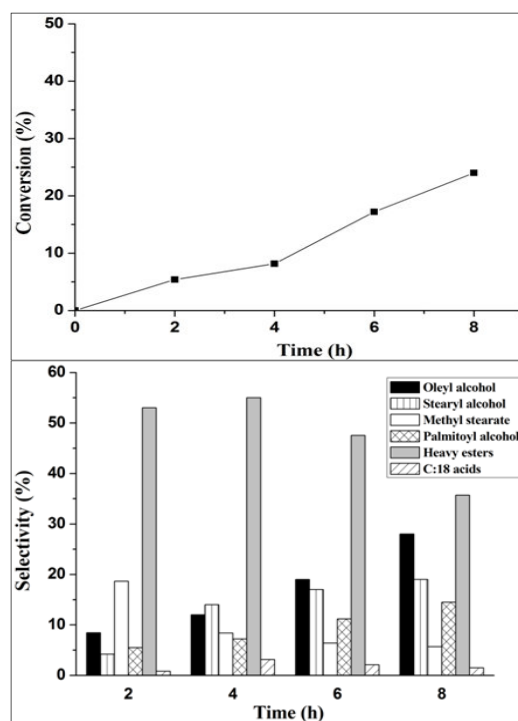 50
40
30
20
10
0
Conversion (%)
0 2 4 6 8
Time (h)
60
50
40
30
20
10
0
Selectivity (%)
Oleyl alcohol
Stearyl alcohol
Methyl stearate
Palmitoyl alcohol
Heavy esters
C:18 acids
2 4 6 8
Time (h)